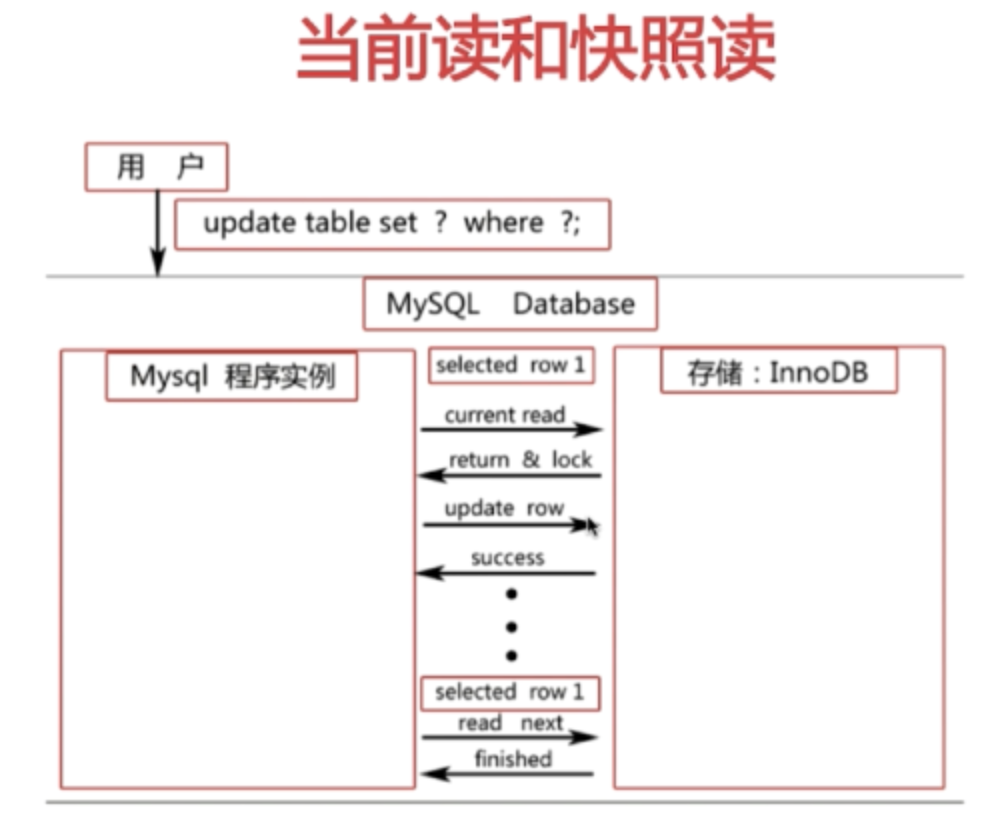 当前读和快照读
用 户
update table set ? where ?;
MySQL Database
Mysql 程序实例
selected row 1
存储：InnoDB
current read
return & lock
update row
success
selected row 1
read next
finished